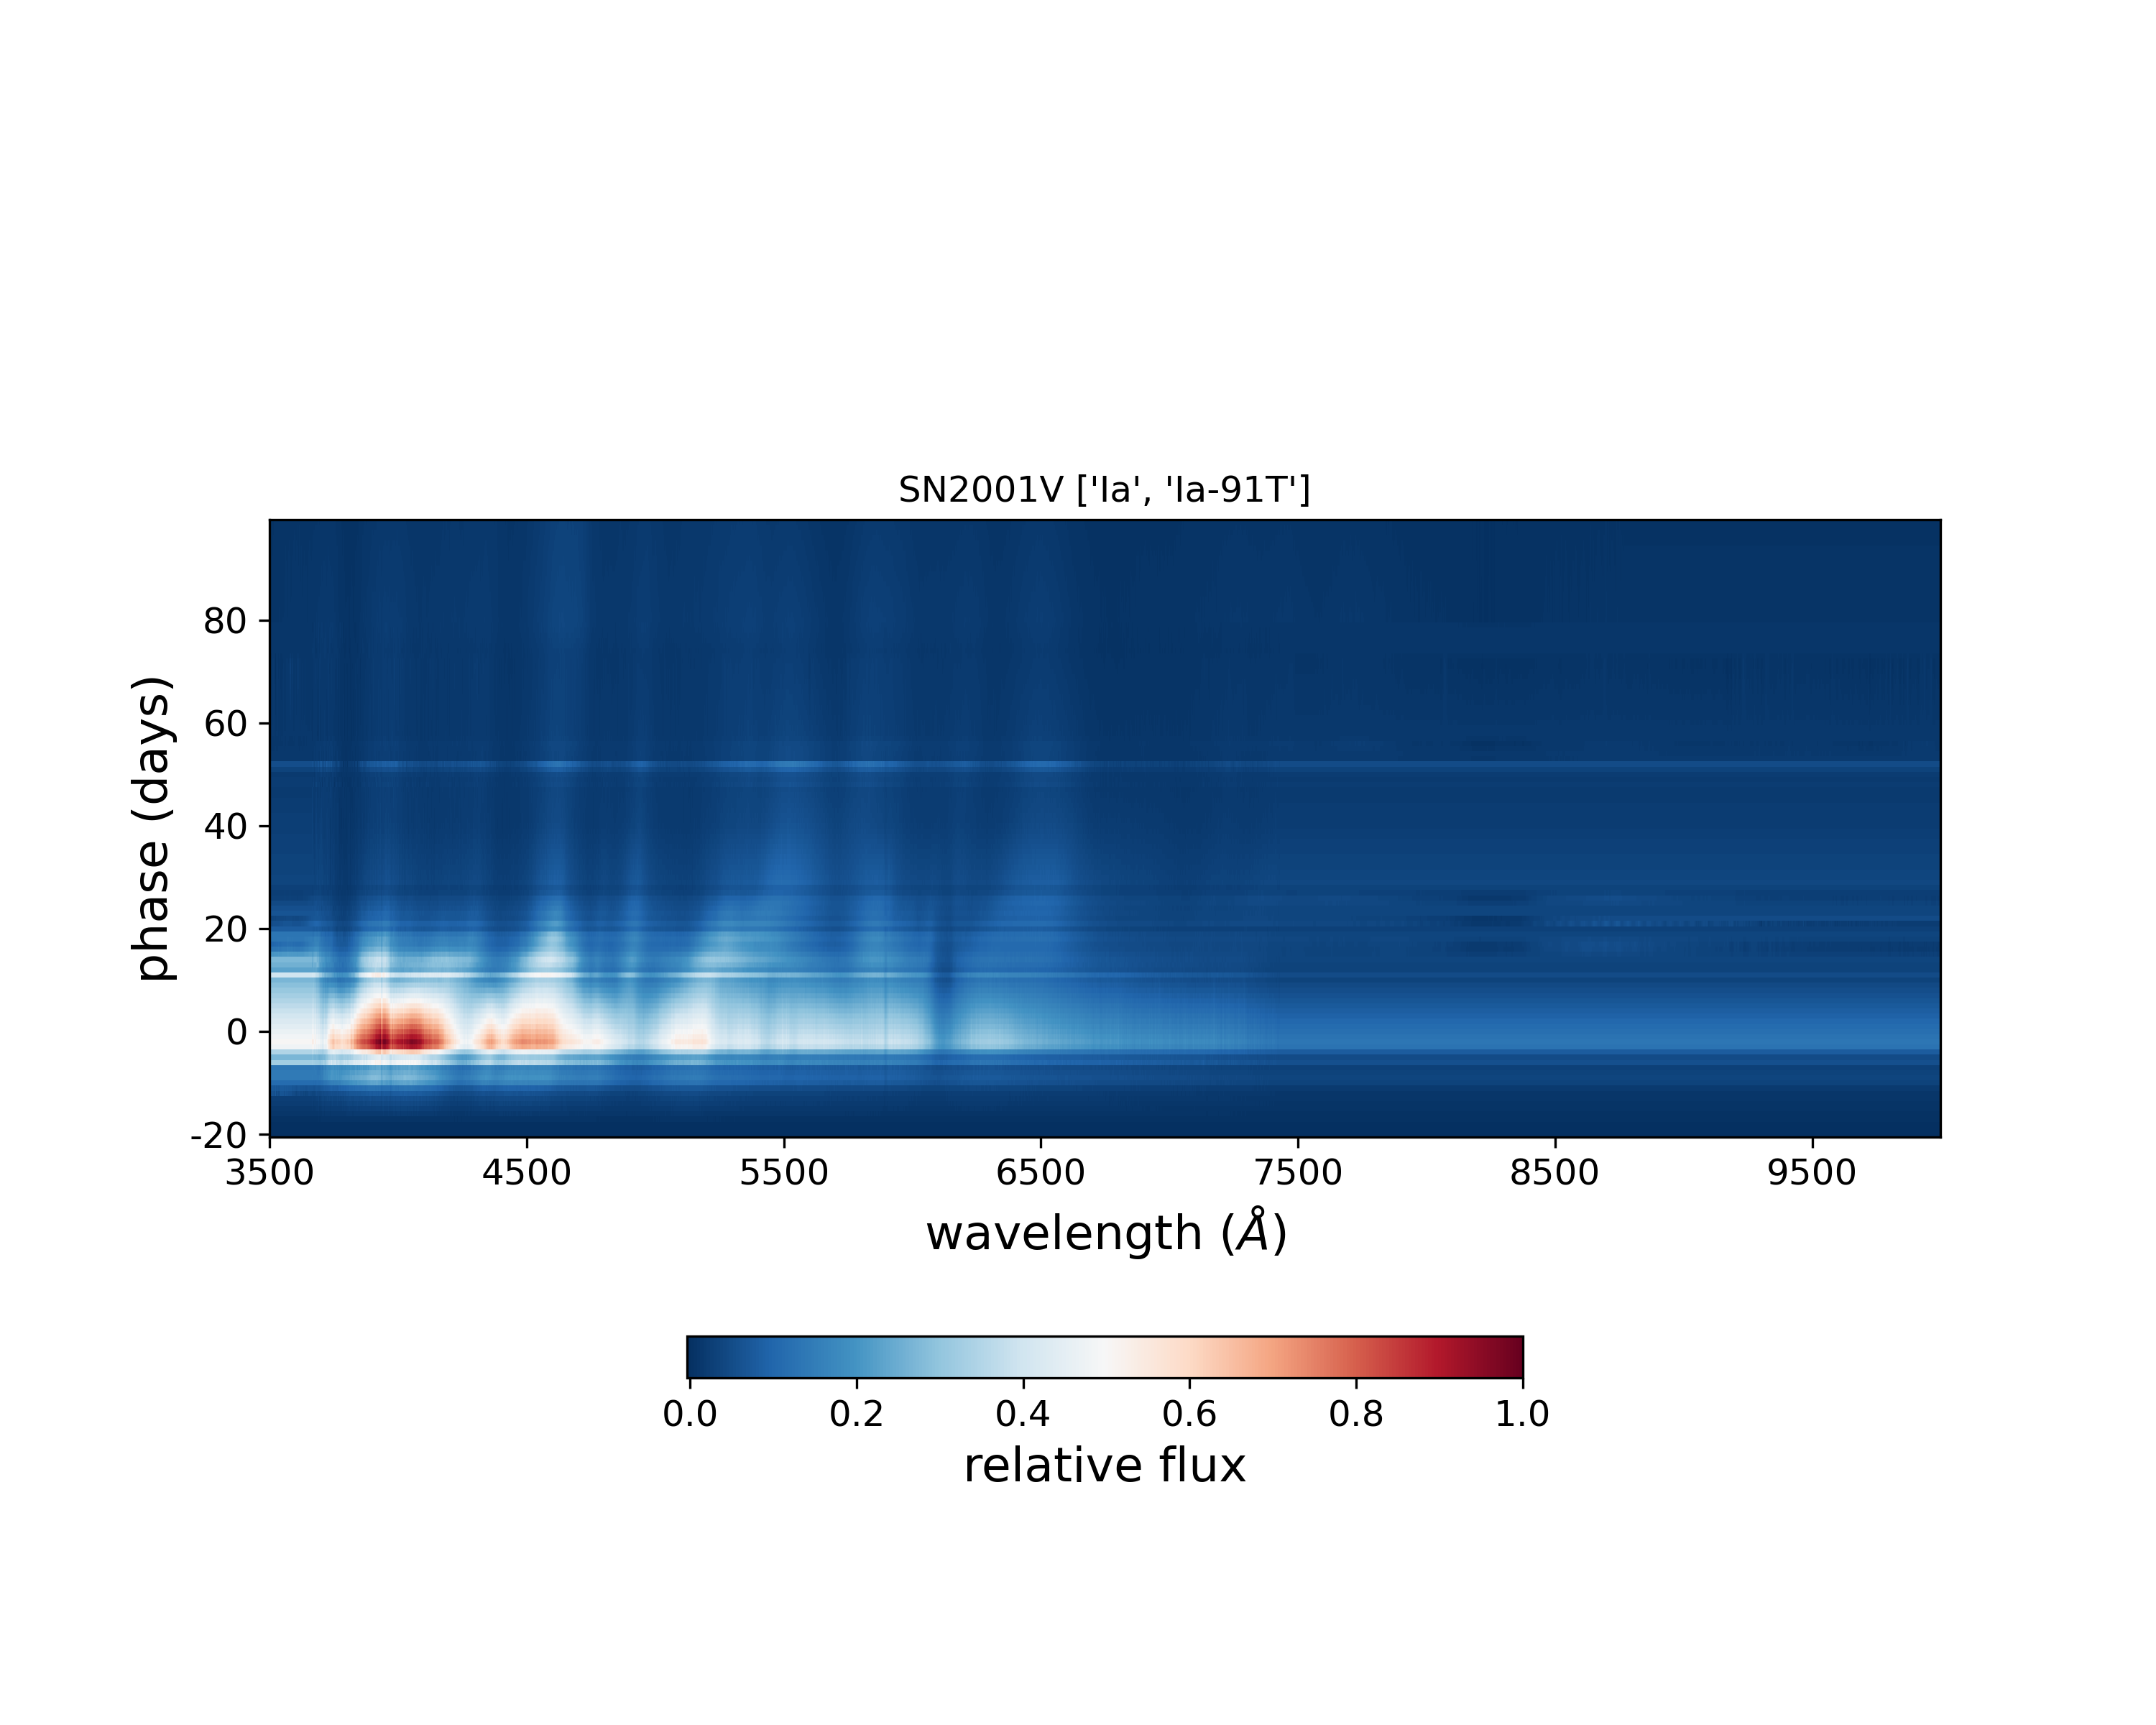 SN2001V ['Ia', 'Ia-91T']
phase (days)
80
60
40
20
0
-20
3500 4500 5500 6500 7500 8500 9500
wavelength (Å)
0.0 0.2 0.4 0.6 0.8 1.0
relative flux